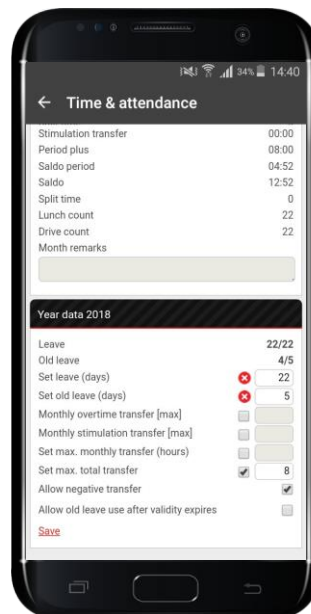 34% 14:40
Time & attendance
Stimulation transfer 00:00
Period plus 08:00
Saldo period 04:52
Saldo 12:52
Split time 0
Lunch count 22
Drive count 22
Month remarks
Year data 2018
Leave 22/22
Old leave 4/5
Set leave (days) 22
Set old leave (days) 5
Monthly overtime transfer [max]
Monthly stimulation transfer [max]
Set max. monthly transfer (hours)
Set max. total transfer 8
Allow negative transfer
Allow old leave use after validity expires
Save